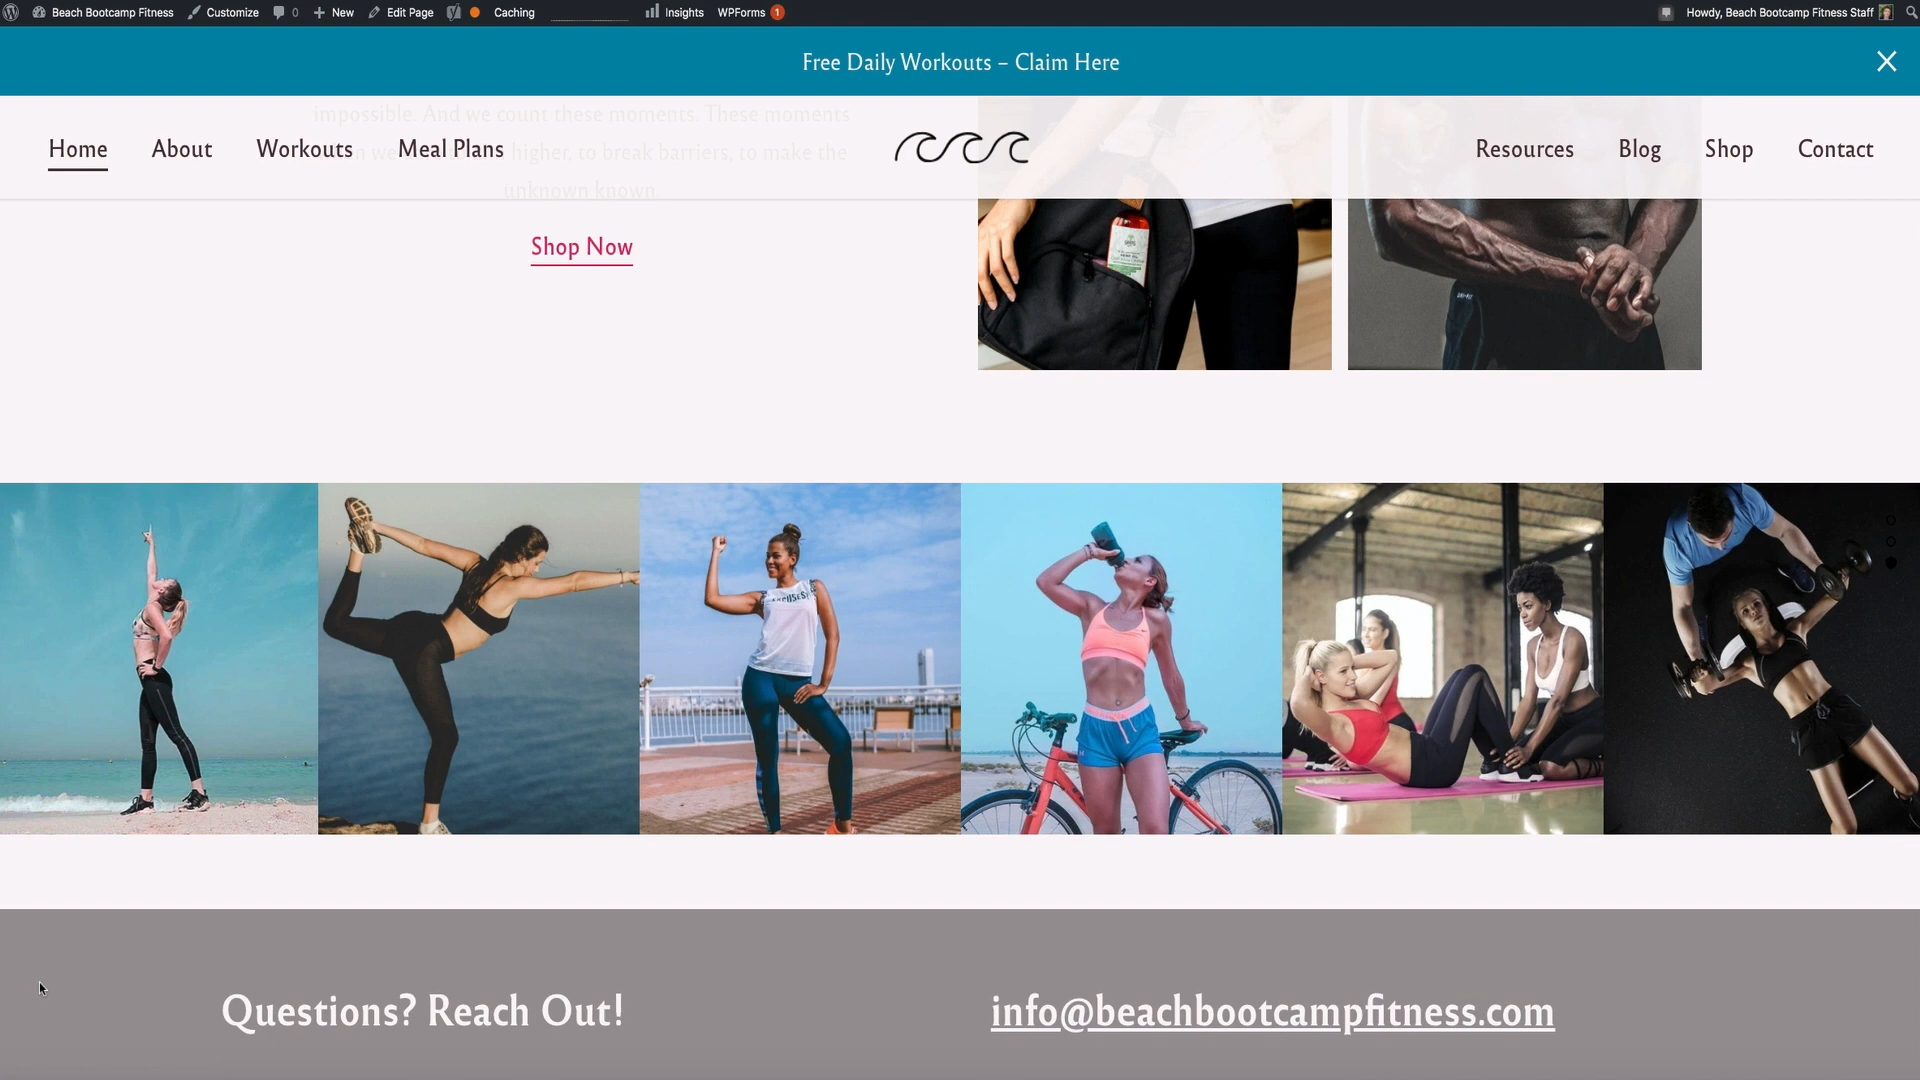 Beach Bootcamp Fitness Customize 0 New Edit Page Caching Insights WPForms 1 Howdy, Beach Bootcamp Fitness Staff
Free Daily Workouts – Claim Here
impossible. And we count these moments. These moments
Home About Workouts Meal Plans Resources Blog Shop Contact
higher, to break barriers, to make the
unknown known.
Shop Now
DRI-FIT
Questions? Reach Out! info@beachbootcampfitness.com